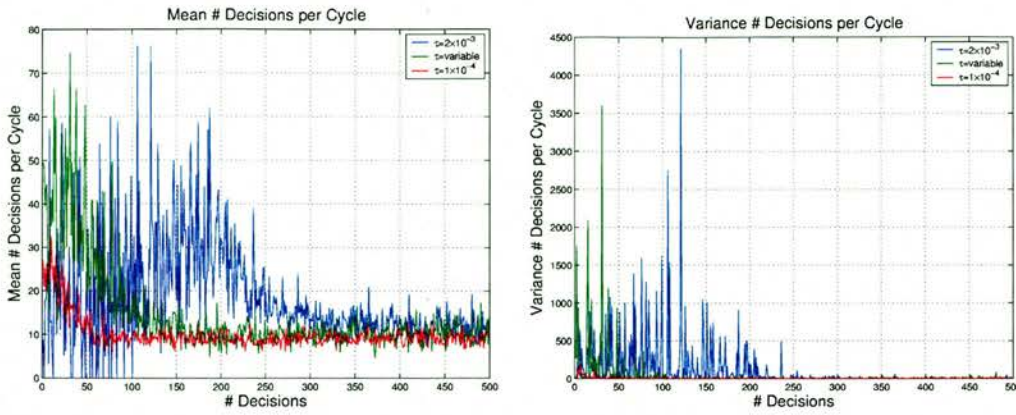 Mean # Decisions per Cycle
80
70
60
50
40
30
20
10
0
Mean # Decisions per Cycle
τ=2×10⁻³
τ=variable
τ=1×10⁻⁴
0 50 100 150 200 250 300 350 400 450 500
# Decisions
Variance # Decisions per Cycle
4500
4000
3500
3000
2500
2000
1500
1000
500
0
Variance # Decisions per Cycle
τ=2×10⁻³
τ=variable
τ=1×10⁻⁴
0 50 100 150 200 250 300 350 400 450 500
# Decisions